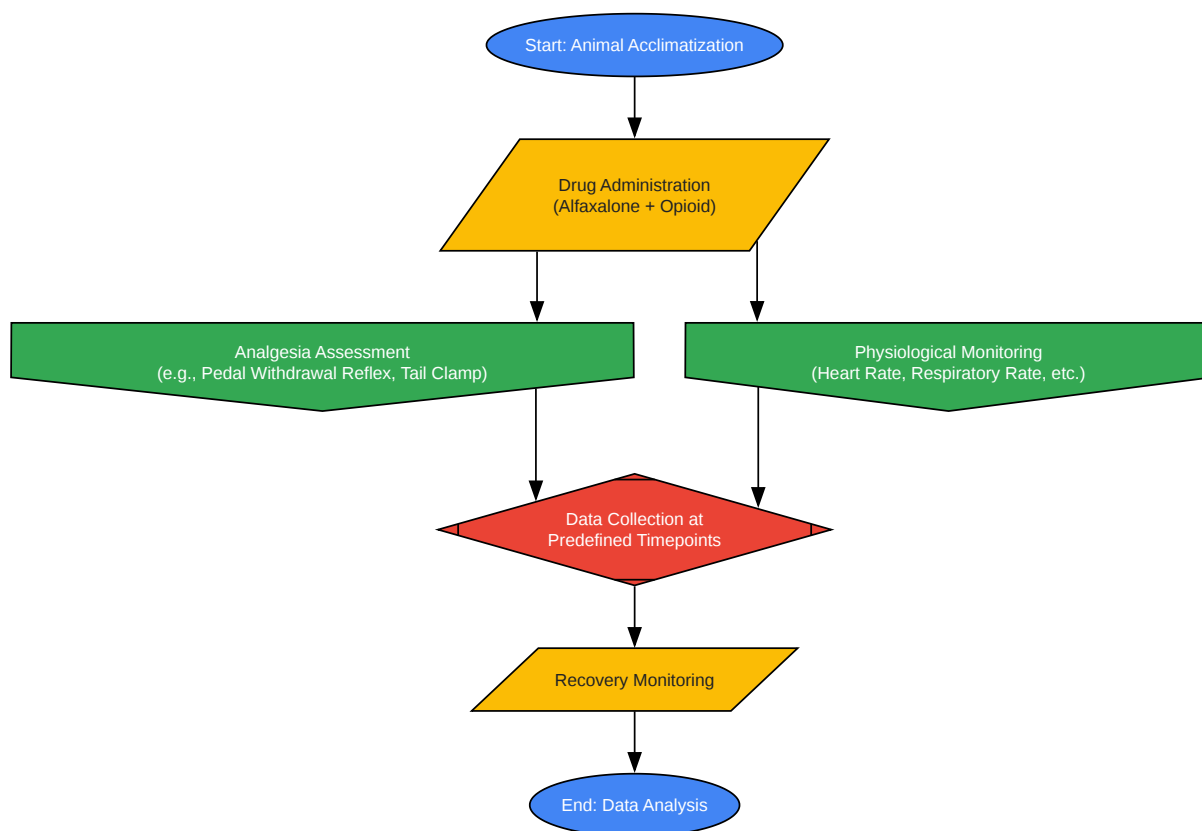 Start: Animal Acclimatization
Drug Administration
(Alfaxalone + Opioid)
Analgesia Assessment
(e.g., Pedal Withdrawal Reflex, Tail Clamp)
Physiological Monitoring
(Heart Rate, Respiratory Rate, etc.)
Data Collection at
Predefined Timepoints
Recovery Monitoring
End: Data Analysis